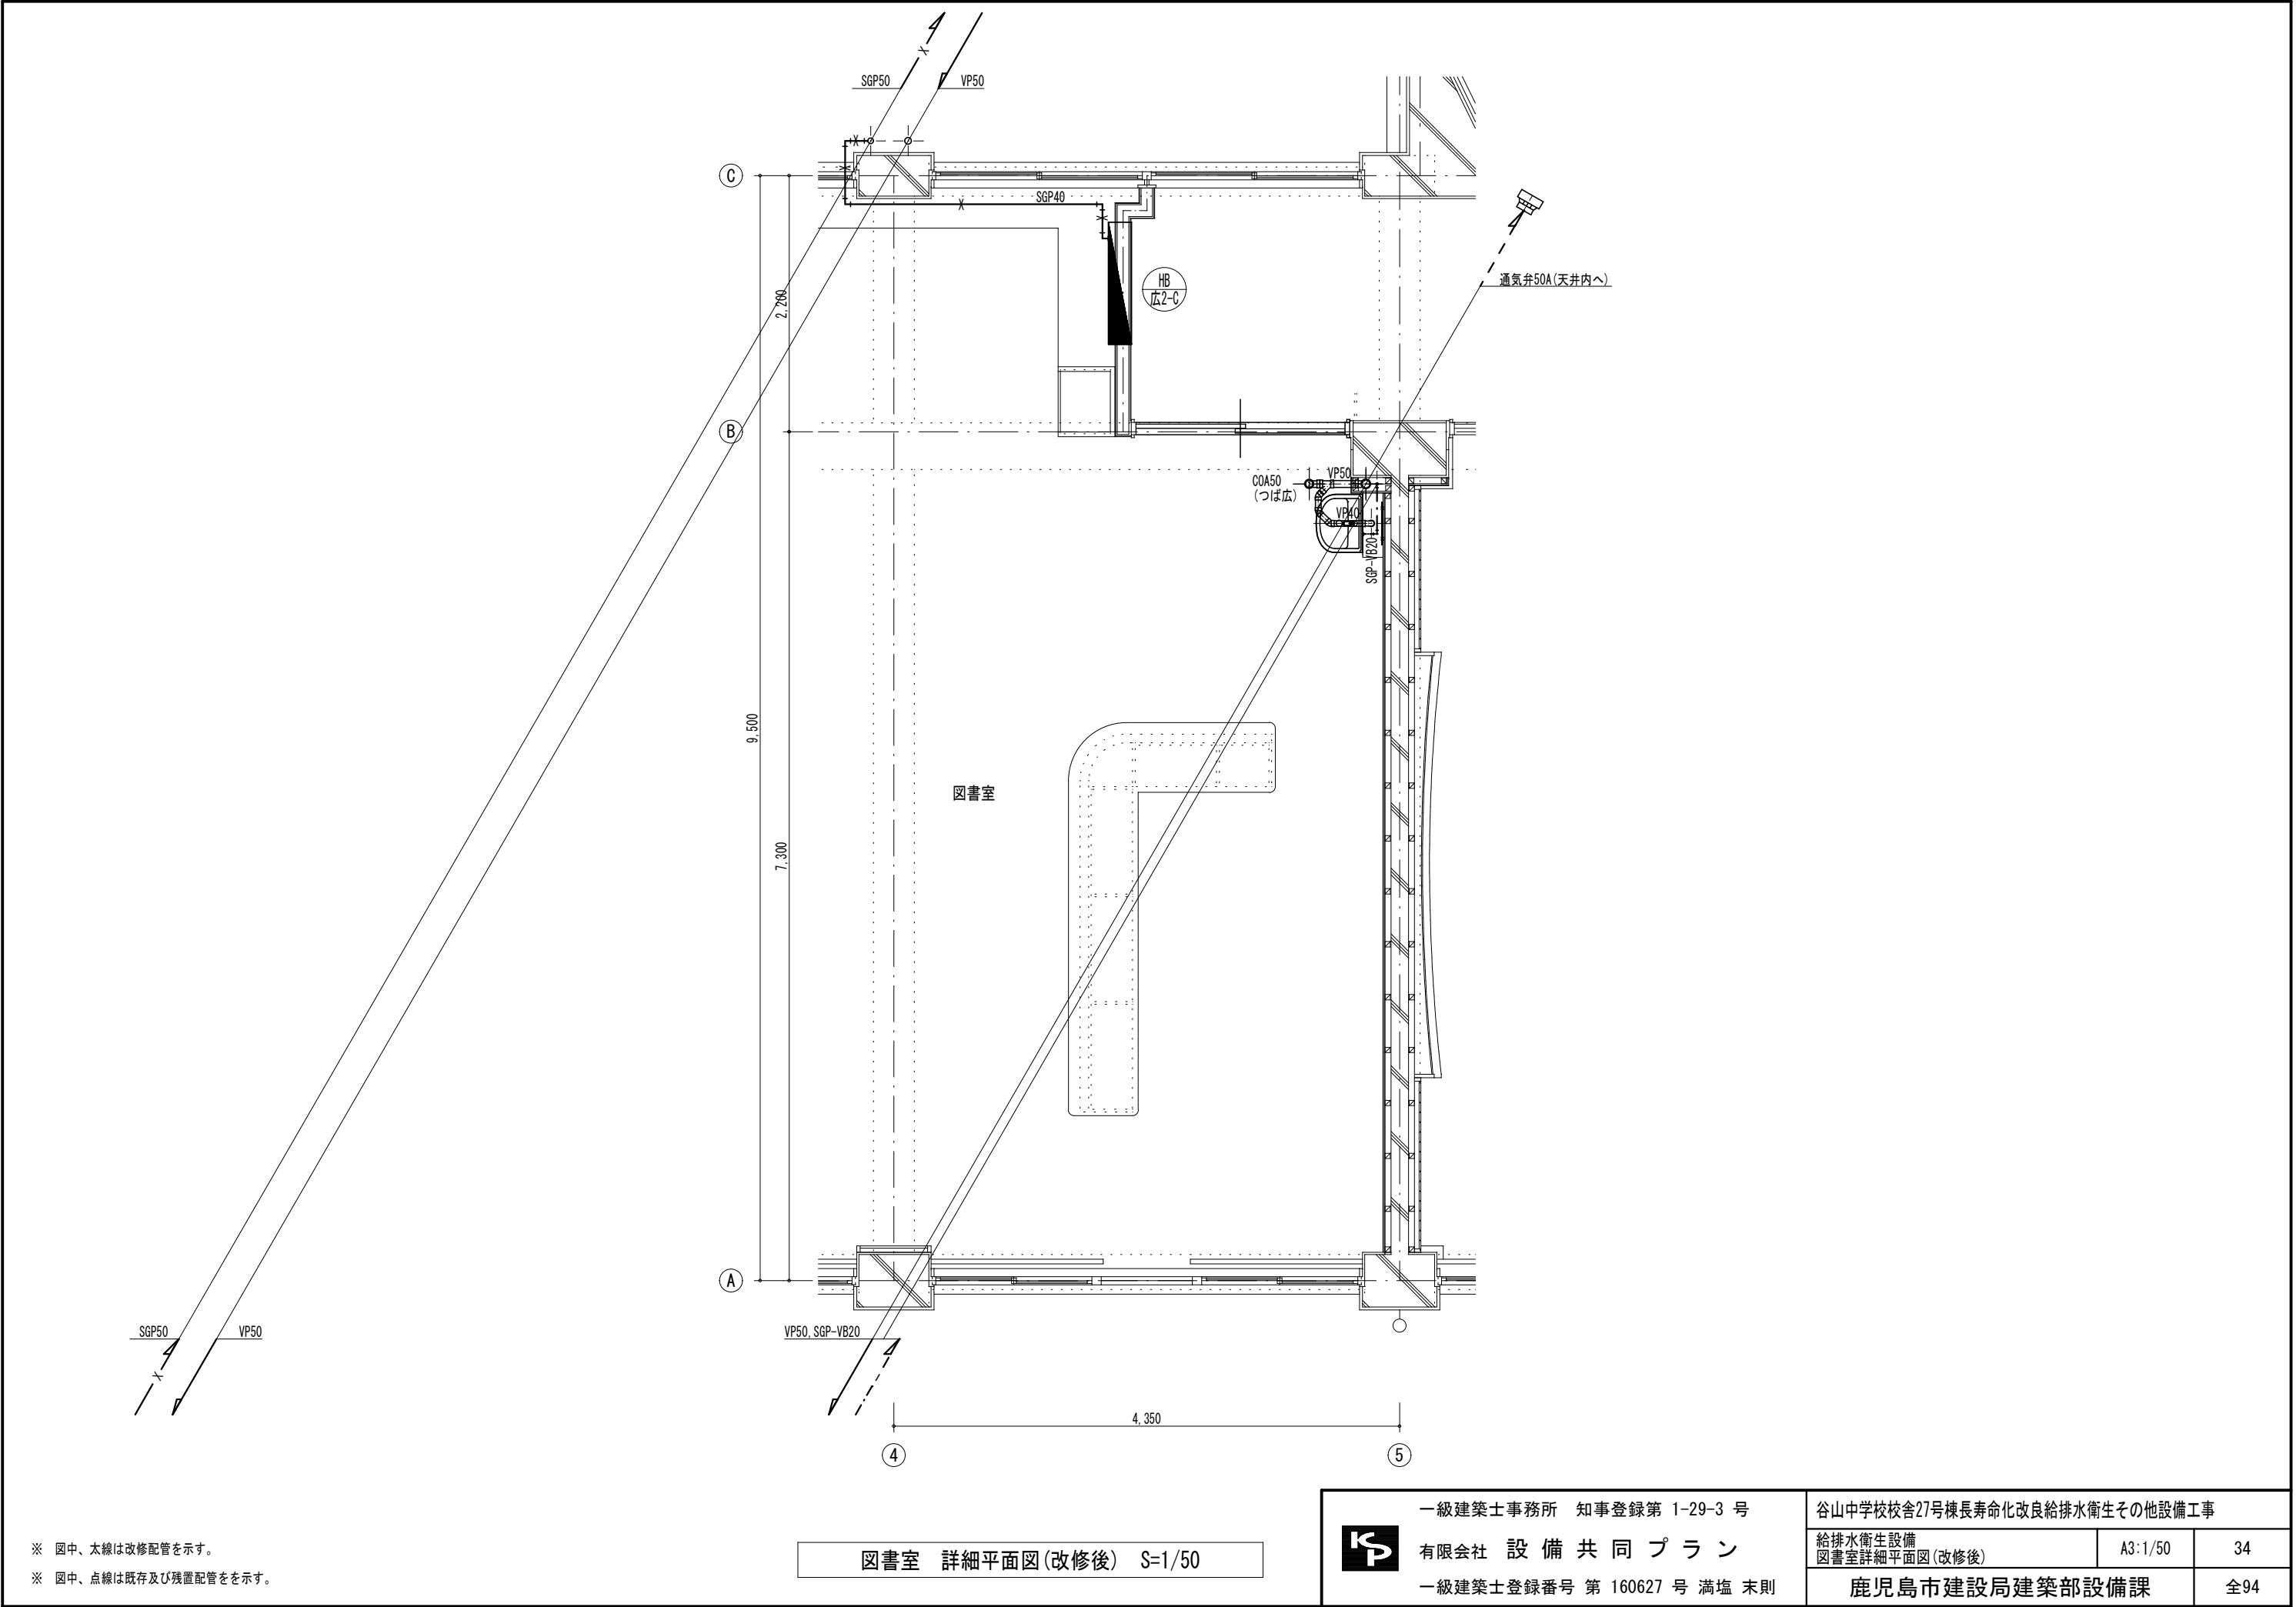 SGP50
VP50
C
SGP40
HB
広2-C
通気弁50A(天井内へ)
2,200
B
COA50
(つば広)
VP50
VP40
SGP-VB20
9,500
7,300
図書室
A
SGP50
VP50
VP50,SGP-VB20
4,350
4
5
※ 図中、太線は改修配管を示す。
※ 図中、点線は既存及び残置配管をを示す。
図書室 詳細平面図(改修後) S=1/50
KP
一級建築士事務所 知事登録第 1-29-3 号
有限会社 設備共同プラン
一級建築士登録番号 第 160627 号 満塩 末則
谷山中学校校舎27号棟長寿命化改良給排水衛生その他設備工事
給排水衛生設備
図書室詳細平面図(改修後)
A3:1/50
34
鹿児島市建設局建築部設備課
全94